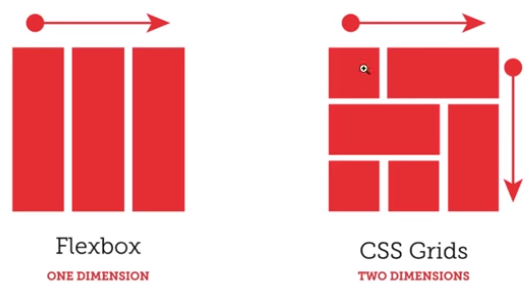 Flexbox
ONE DIMENSION
CSS Grids
TWO DIMENSIONS